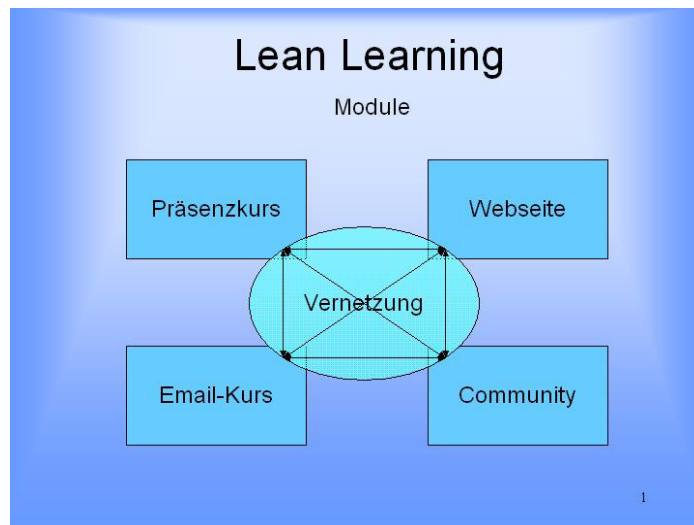 Lean Learning
Module
Präsenzkurs
Webseite
Vernetzung
Email-Kurs
Community
1